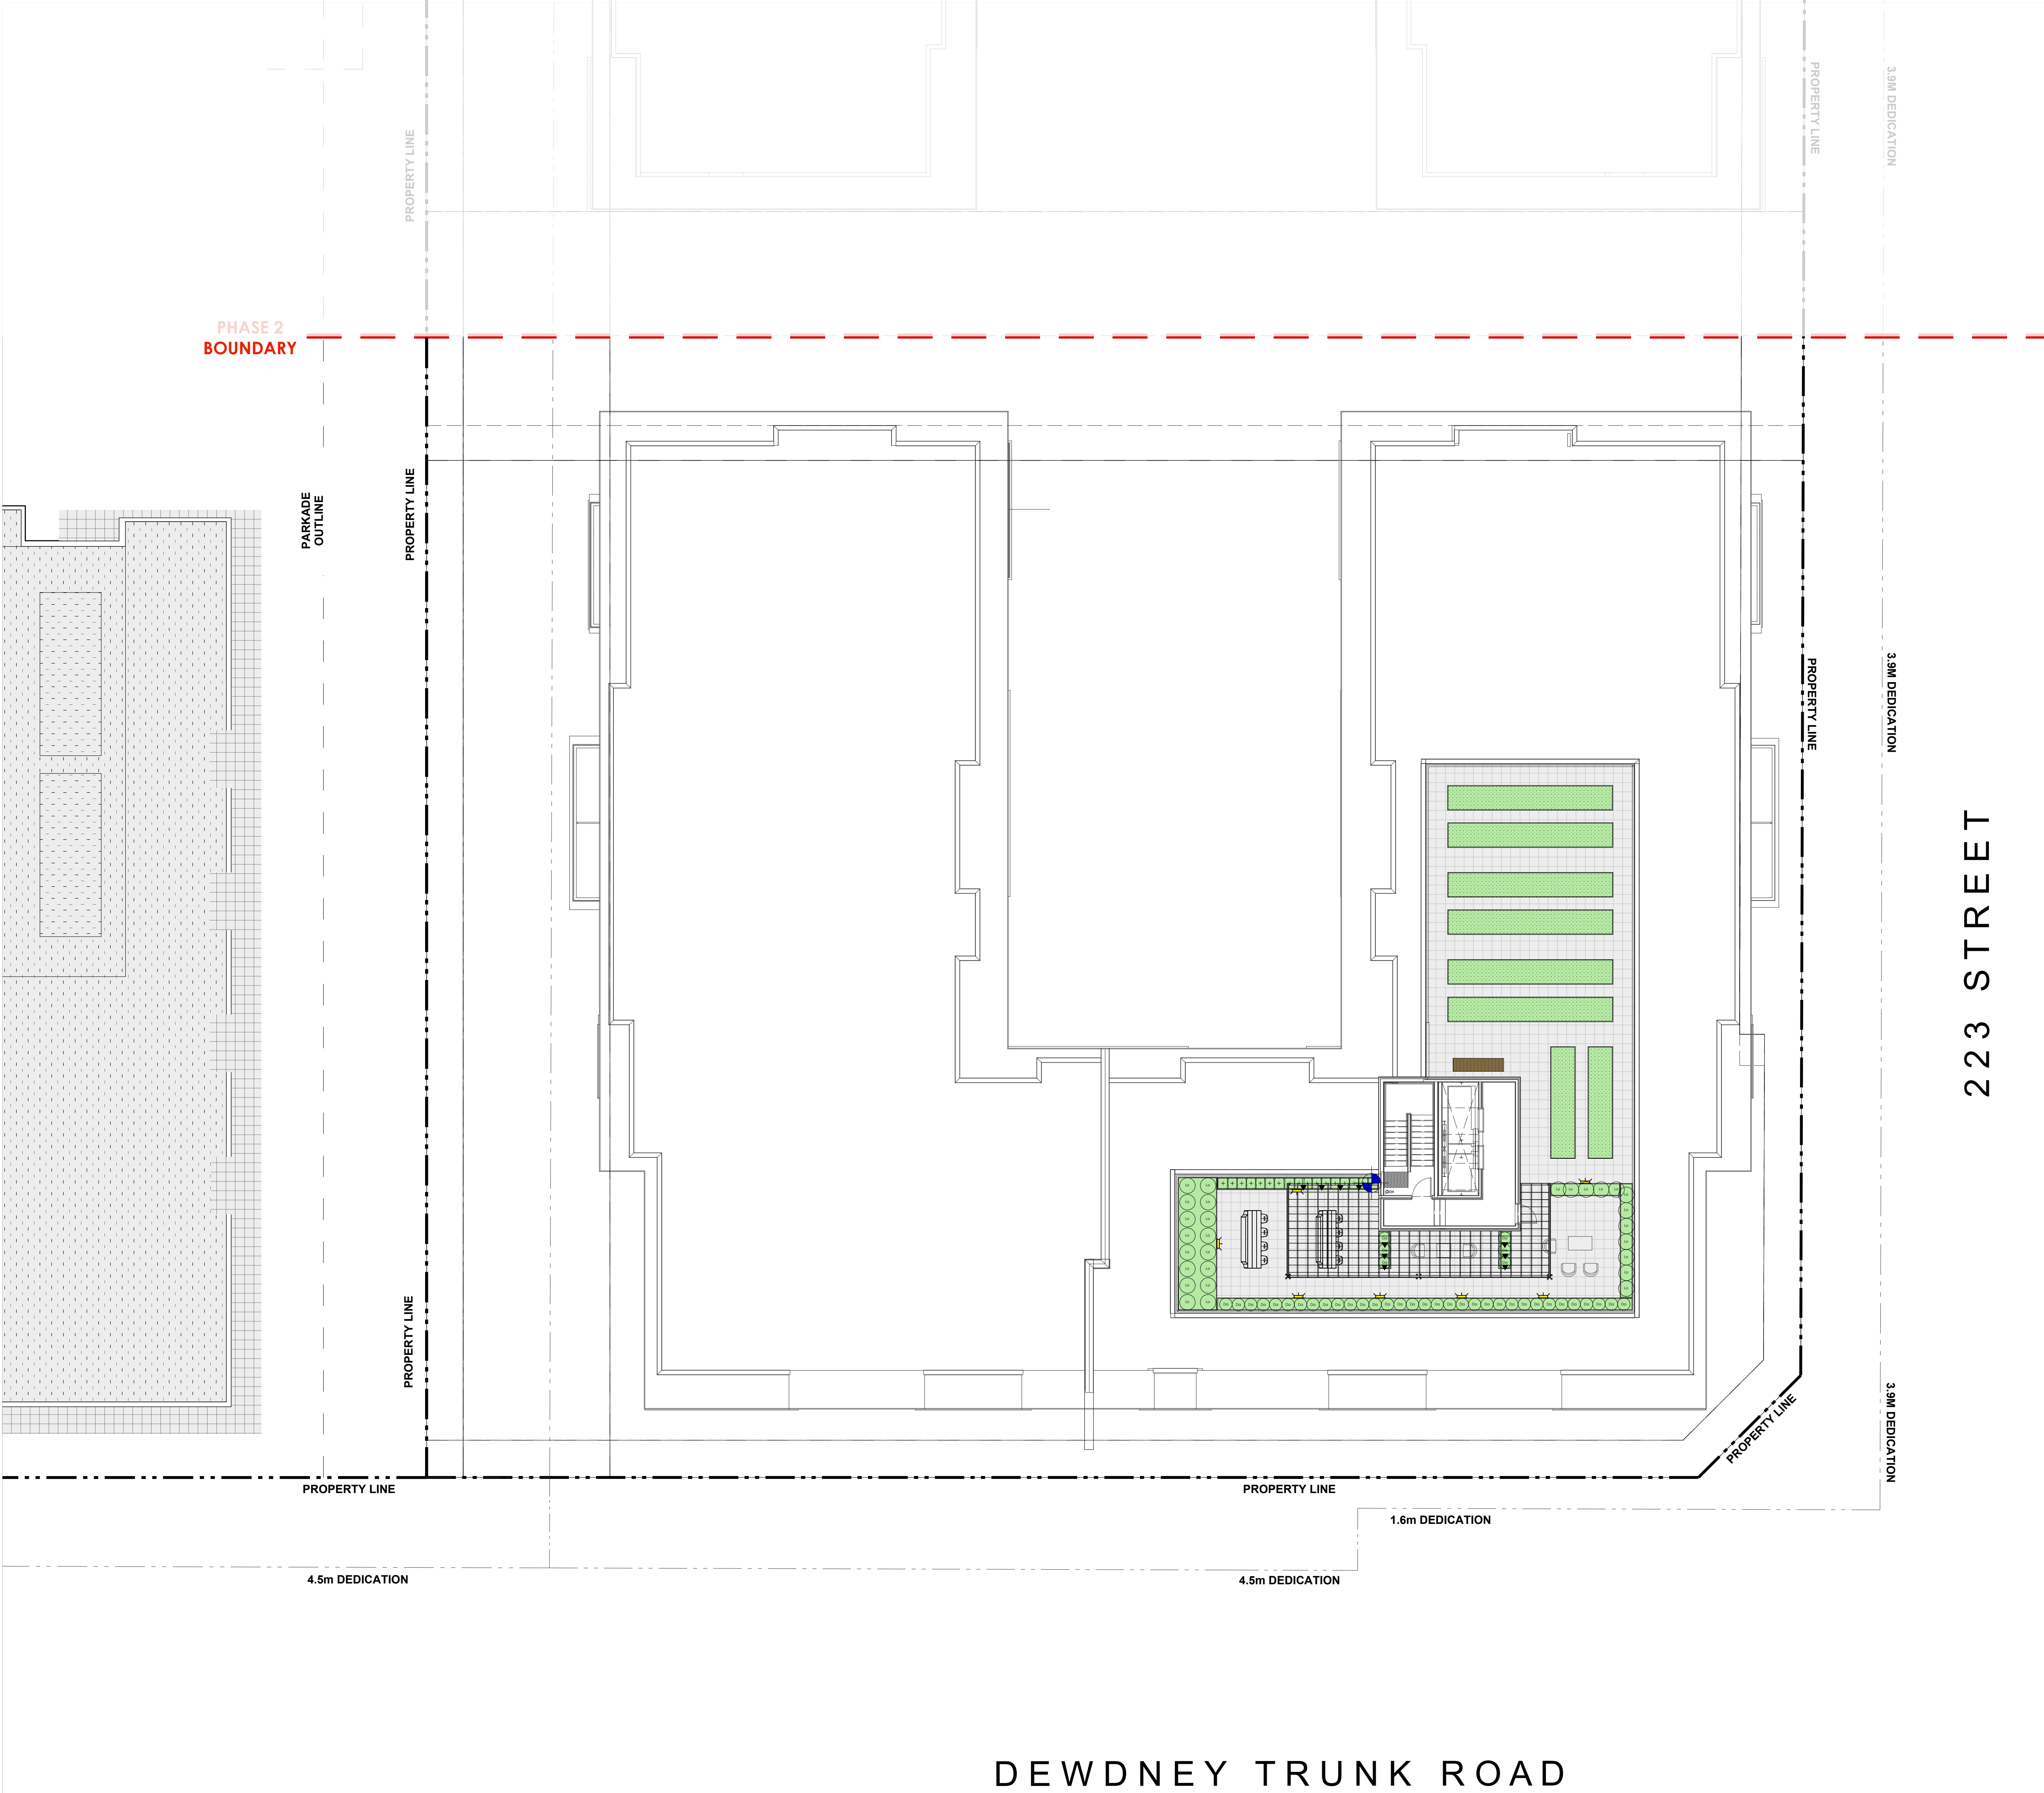 PROPERTY LINE
PROPERTY LINE
3.9M DEDICATION
PHASE 2
BOUNDARY
PARKADE
OUTLINE
PROPERTY LINE
PROPERTY LINE
3.9M DEDICATION
223 STREET
PROPERTY LINE
PROPERTY LINE
3.9M DEDICATION
PROPERTY LINE
PROPERTY LINE
1.6m DEDICATION
4.5m DEDICATION
4.5m DEDICATION
DEWDNEY TRUNK ROAD